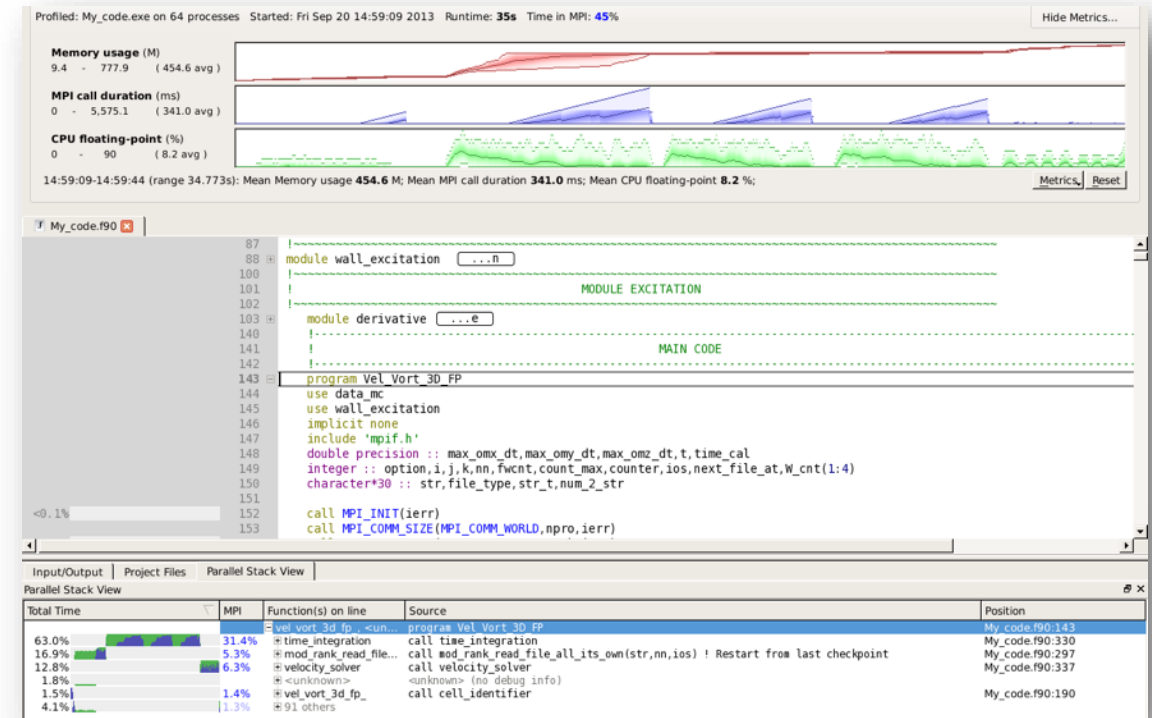 Profiled: My_code.exe on 64 processes Started: Fri Sep 20 14:59:09 2013 Runtime: 35s Time in MPI: 45%
Hide Metrics...
Memory usage (M)
9.4 - 777.9 (454.6 avg)
MPI call duration (ms)
0 - 5,575.1 (341.0 avg)
CPU floating-point (%)
0 - 90 (8.2 avg)
14:59:09-14:59:44 (range 34.773s): Mean Memory usage 454.6 M; Mean MPI call duration 341.0 ms; Mean CPU floating-point 8.2 %;
Metrics Reset
My_code.f90
87 !~~~~~~~~~~~~~~~~~~~~~~~~~~~~~~~~~~~~~~~~~~~~~~~~~~
88 module wall_excitation ...n
100 !~~~~~~~~~~~~~~~~~~~~~~~~~~~~~~~~~~~~~~~~~~~~~~~~~~
101 ! MODULE EXCITATION
102 !~~~~~~~~~~~~~~~~~~~~~~~~~~~~~~~~~~~~~~~~~~~~~~~~~~
103 module derivative ...e
140 !--------------------------------------------------
141 ! MAIN CODE
142 !--------------------------------------------------
143 program Vel_Vort_3D_FP
144 use data_mc
145 use wall_excitation
146 implicit none
147 include 'mpif.h'
148 double precision :: max_omx_dt,max_omy_dt,max_omz_dt,t,time_cal
149 integer :: option,i,j,k,nn,fwcnt,count_max,counter,ios,next_file_at,W_cnt(1:4)
150 character*30 :: str,file_type,str_t,num_2_str
151
<0.1% 152 call MPI_INIT(ierr)
153 call MPI_COMM_SIZE(MPI_COMM_WORLD,npro,ierr)
Input/Output Project Files Parallel Stack View
Parallel Stack View
Total Time MPI Function(s) on line Source Position
vel_vort_3d_fp_, <un... program Vel_Vort_3D_FP My_code.f90:143
63.0% 31.4% time_integration call time_integration My_code.f90:330
16.9% 5.3% mod_rank_read_file... call mod_rank_read_file_all_its_own(str,nn,ios) ! Restart from last checkpoint My_code.f90:297
12.8% 6.3% velocity_solver call velocity_solver My_code.f90:337
1.8% <unknown> <unknown> (no debug info)
1.5% 1.4% vel_vort_3d_fp_ call cell_identifier My_code.f90:190
4.1% 1.3% 91 others